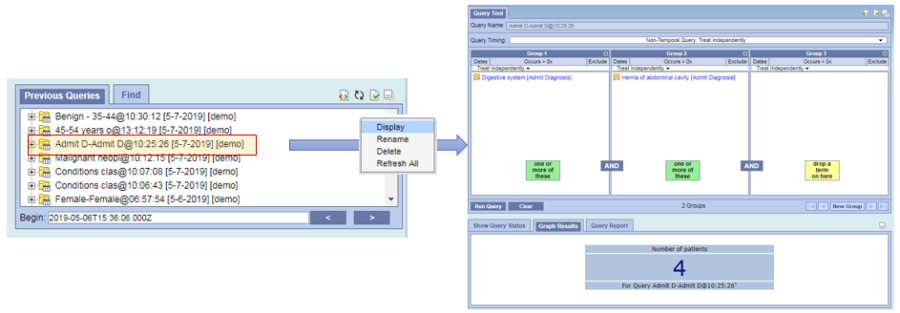 Previous Queries
Find
Benign - 35-44@10:30:12 [5-7-2019] [demo]
45-54 years o@13:12:19 [5-7-2019] [demo]
Admit D-Admit D@10:25:26 [5-7-2019] [demo]
Malignant neopl@10:12:15 [5-7-2019] [demo]
Conditions clas@10:07:08 [5-7-2019] [demo]
Conditions clas@10:06:43 [5-7-2019] [demo]
Female-Female@06:57:54 [5-6-2019] [demo]
Begin: 2019-05-06T15:36:06.000Z
<
>
Display
Rename
Delete
Refresh All
Query Tool
Query Name: Admit D-Admit D@10:25:26
Query Timing: Non-Temporal Query: Treat Independently
Group 1
Group 2
Group 3
Dates Occurs > 0x Exclude
Dates Occurs > 0x Exclude
Dates Occurs > 0x Exclude
Treat Independently
Treat Independently
Treat Independently
Digestive system [Admit Diagnosis]
Hernia of abdominal cavity [Admit Diagnosis]
one or
more of
these
AND
one or
more of
these
AND
drop a
term
on here
Run Query
Clear
2 Groups
New Group
Show Query Status
Graph Results
Query Report
Number of patients
4
For Query Admit D-Admit D@10:25:26"